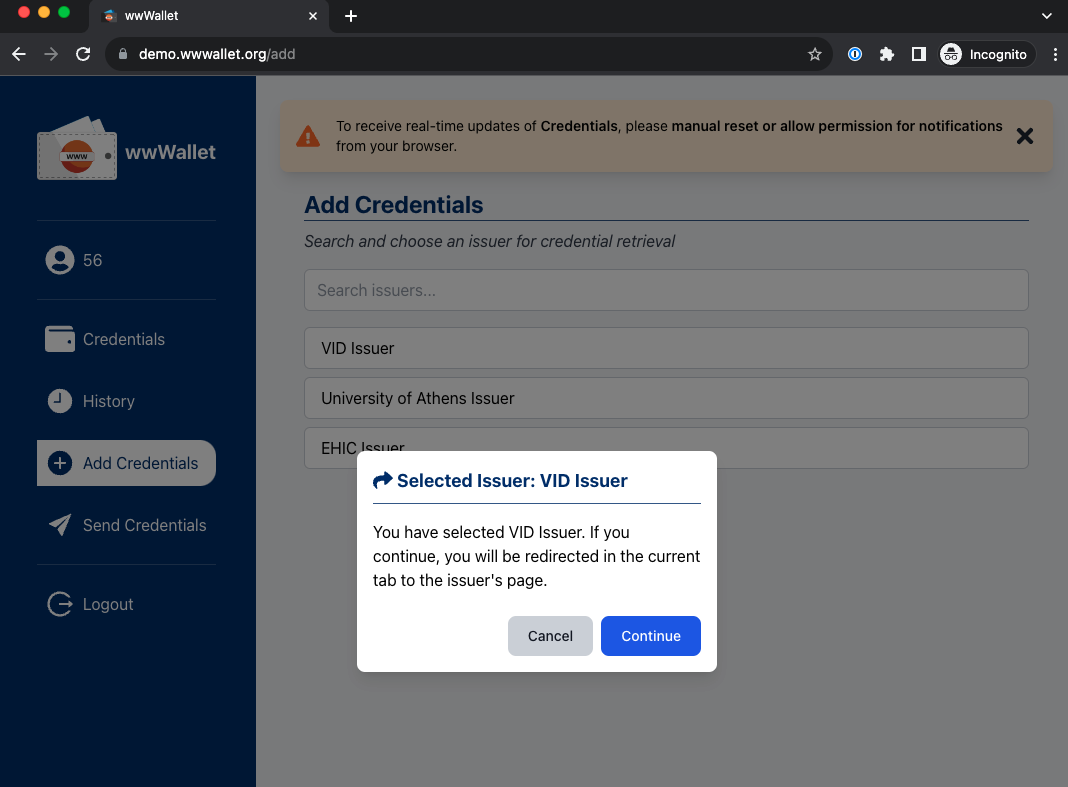 wwWallet
demo.wwwallet.org/add
Incognito
www
wwWallet
56
Credentials
History
Add Credentials
Send Credentials
Logout
To receive real-time updates of Credentials, please manual reset or allow permission for notifications
from your browser.
Add Credentials
Search and choose an issuer for credential retrieval
Search issuers...
VID Issuer
University of Athens Issuer
EHIC Issuer
Selected Issuer: VID Issuer
You have selected VID Issuer. If you
continue, you will be redirected in the current
tab to the issuer's page.
Cancel
Continue